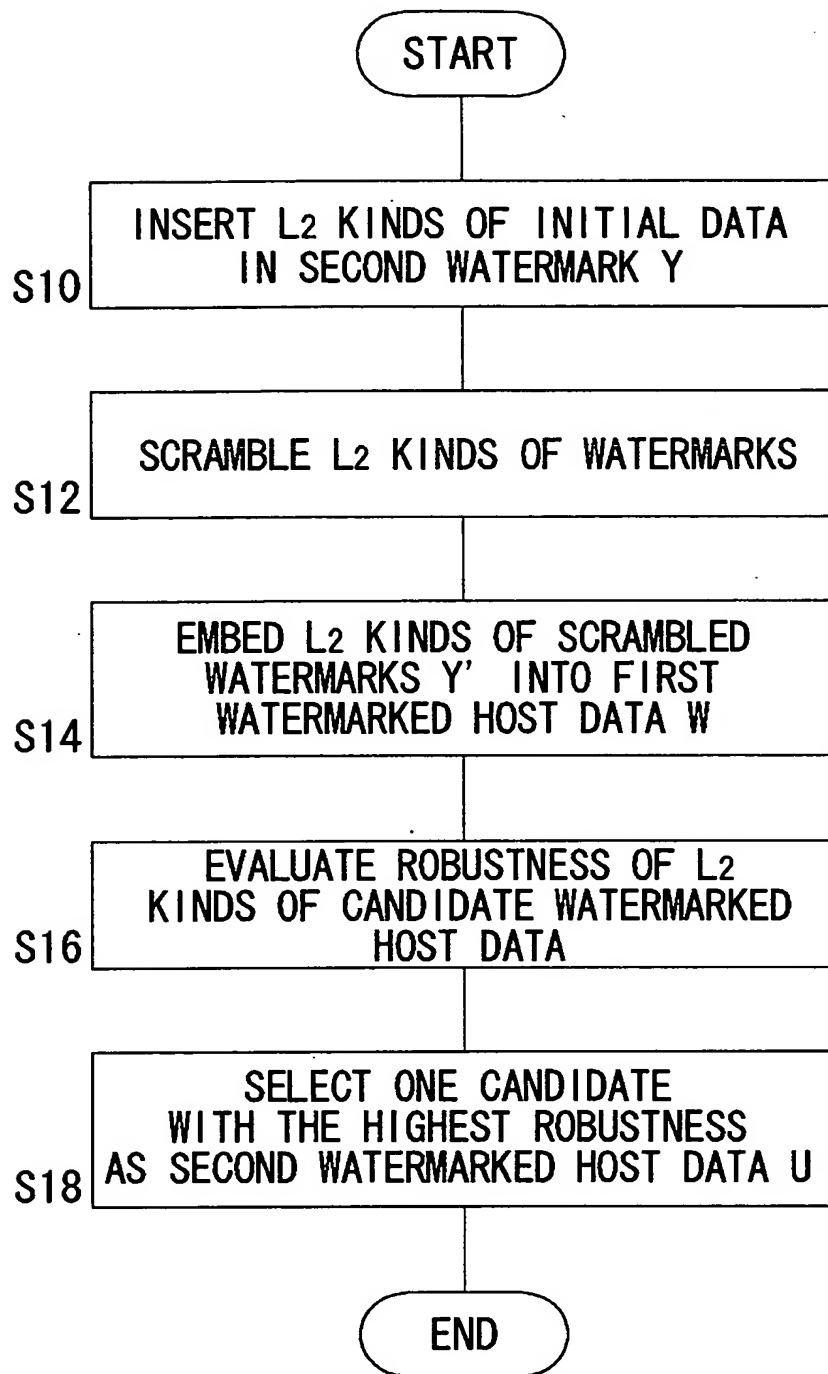 START
INSERT L2 KINDS OF INITIAL DATA
IN SECOND WATERMARK Y
S10
SCRAMBLE L2 KINDS OF WATERMARKS
S12
EMBED L2 KINDS OF SCRAMBLED
WATERMARKS Y' INTO FIRST
WATERMARKED HOST DATA W
S14
EVALUATE ROBUSTNESS OF L2
KINDS OF CANDIDATE WATERMARKED
HOST DATA
S16
SELECT ONE CANDIDATE
WITH THE HIGHEST ROBUSTNESS
AS SECOND WATERMARKED HOST DATA U
S18
END